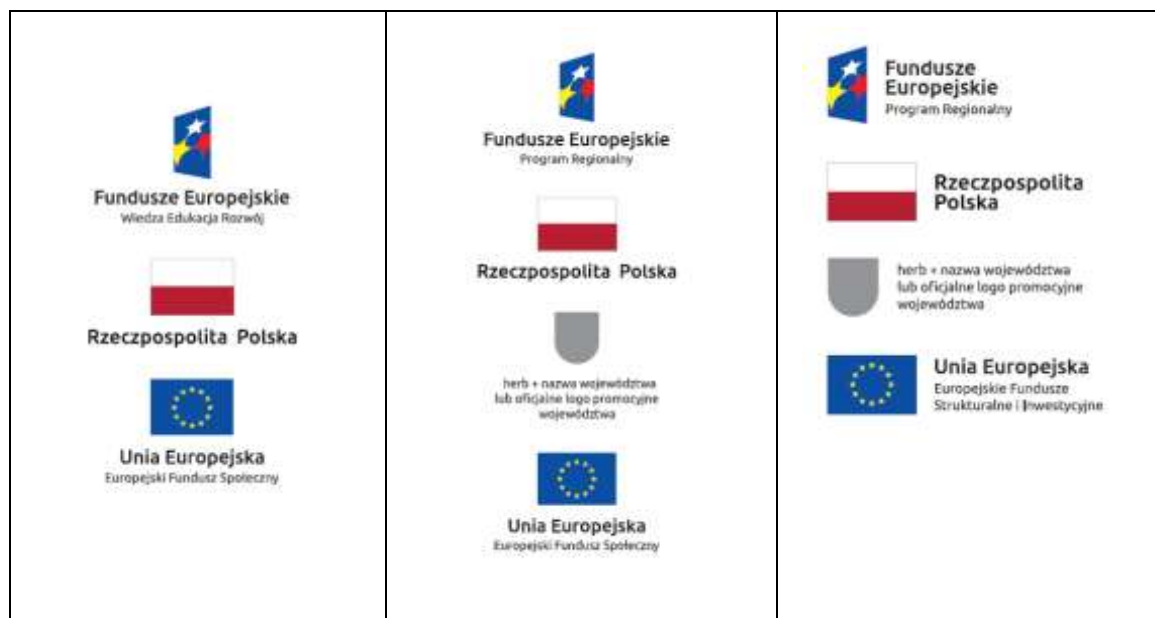 Fundusze Europejskie
Wiedza Edukacja Rozwój
Rzeczpospolita Polska
Unia Europejska
Europejski Fundusz Społeczny
Fundusze Europejskie
Program Regionalny
Rzeczpospolita Polska
herb + nazwa województwa
lub oficjalne logo promocyjne
województwa
Unia Europejska
Europejski Fundusz Społeczny
Fundusze
Europejskie
Program Regionalny
Rzeczpospolita
Polska
herb + nazwa województwa
lub oficjalne logo promocyjne
województwa
Unia Europejska
Europejskie Fundusze
Strukturalne i Inwestycyjne